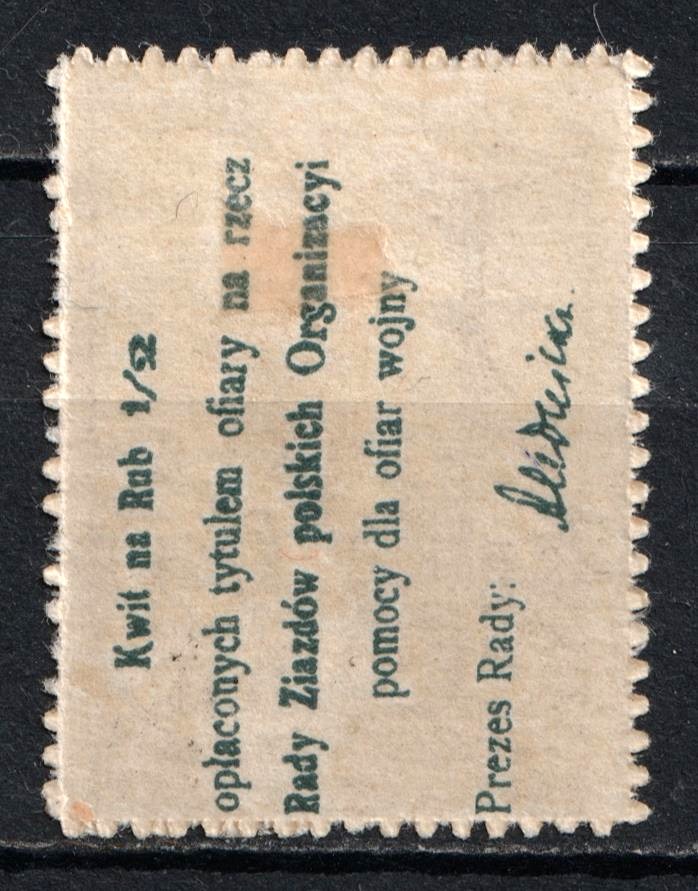 Kwit na Rub 1/2
opłaconych tytułem ofiary na rzecz
Rady Ziazdów polskich Organizacyi
pomocy dla ofiar wojny
Prezes Rady: